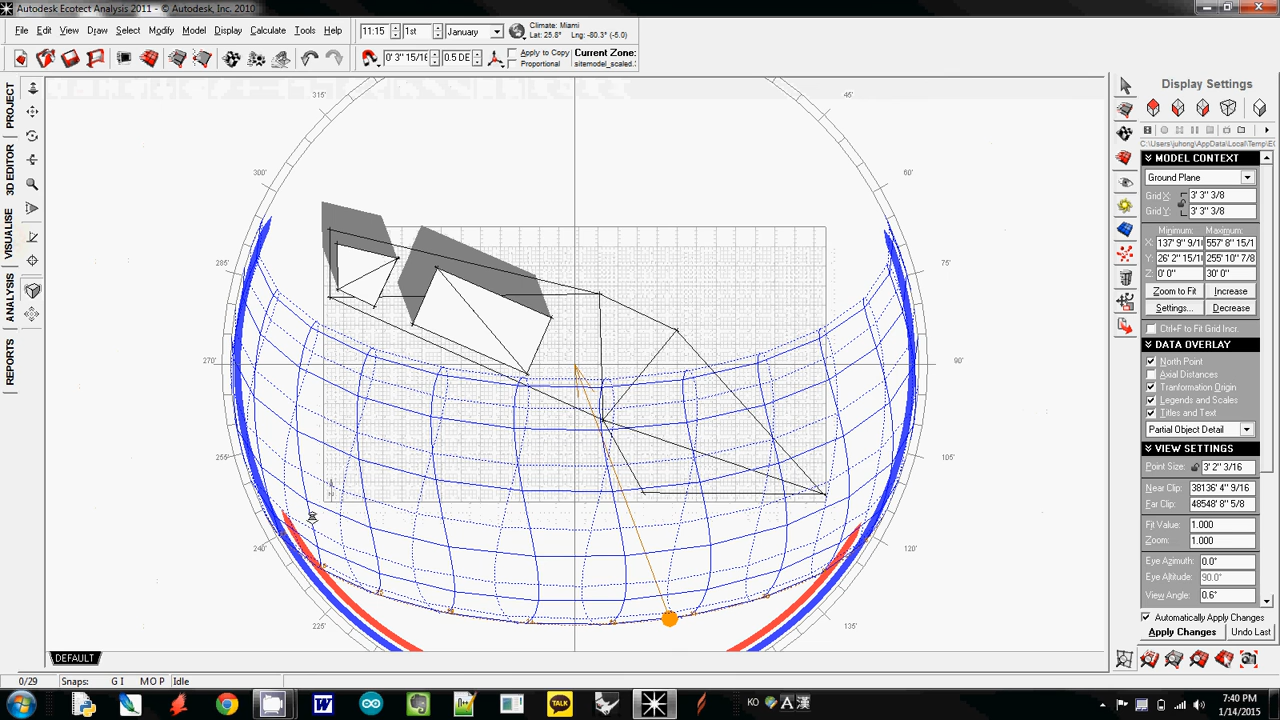 Autodesk Ecotect Analysis 2011 - © Autodesk, Inc. 2010
File Edit View Draw Select Modify Model Display Calculate Tools Help
11:15 1st January
Climate: Miami
Lat: 25.8° Lng: -80.3° (-5.0)
0' 3" 15/16 0.5 DE
Apply to Copy
Proportional
Current Zone:
sitemodel_scaled.:
PROJECT
3D EDITOR
VISUALISE
ANALYSIS
REPORTS
315°
45°
300°
60°
285°
75°
270°
90°
255°
105°
240°
120°
225°
135°
Display Settings
MODEL CONTEXT
Ground Plane
Grid X: 3' 3" 3/8
Grid Y: 3' 3" 3/8
Minimum: Maximum:
X: 137' 9" 9/1( 557' 8" 15/1
Y: 26' 2" 15/1( 255' 10" 7/8
Z: 0' 0" 30' 0"
Zoom to Fit Increase
Settings... Decrease
Ctrl+F to Fit Grid Incr.
DATA OVERLAY
North Point
Axial Distances
Tranformation Origin
Legends and Scales
Titles and Text
Partial Object Detail
VIEW SETTINGS
Point Size: 3' 2" 3/16
Near Clip: 38136' 4" 9/16
Far Clip: 48548' 8" 5/8
Fit Value: 1.000
Zoom: 1.000
Eye Azimuth: 0.0°
Eye Altitude: 90.0°
View Angle: 0.6°
Automatically Apply Changes
Apply Changes Undo Last
DEFAULT
0/29 Snaps: G I M O P Idle
TALK
KO A 漢
7:40 PM
1/14/2015